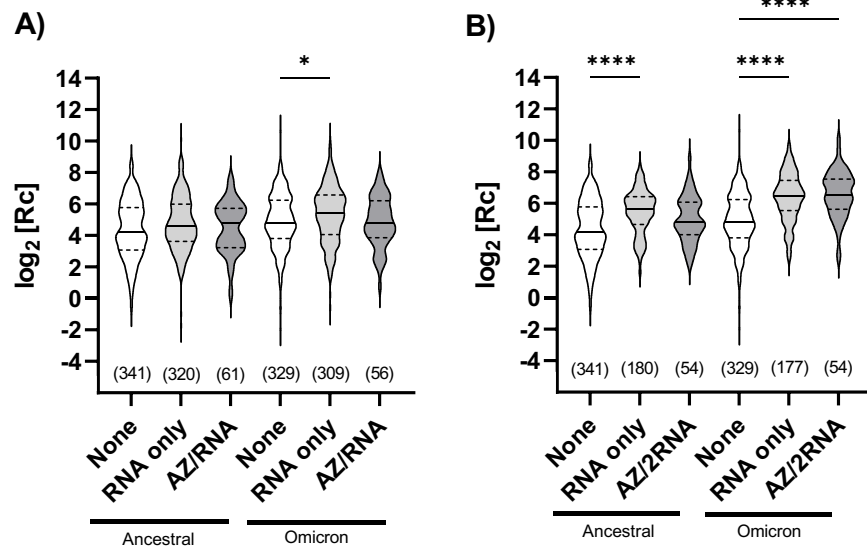 A)
*
14
12
10
8
6
4
2
0
-2
-4
log2 [Rc]
(341) (320) (61) (329) (309) (56)
None
RNA only
AZ/RNA
None
RNA only
AZ/RNA
Ancestral
Omicron
B)
****
**** ****
14
12
10
8
6
4
2
0
-2
-4
log2 [Rc]
(341) (180) (54) (329) (177) (54)
None
RNA only
AZ/2RNA
None
RNA only
AZ/2RNA
Ancestral
Omicron